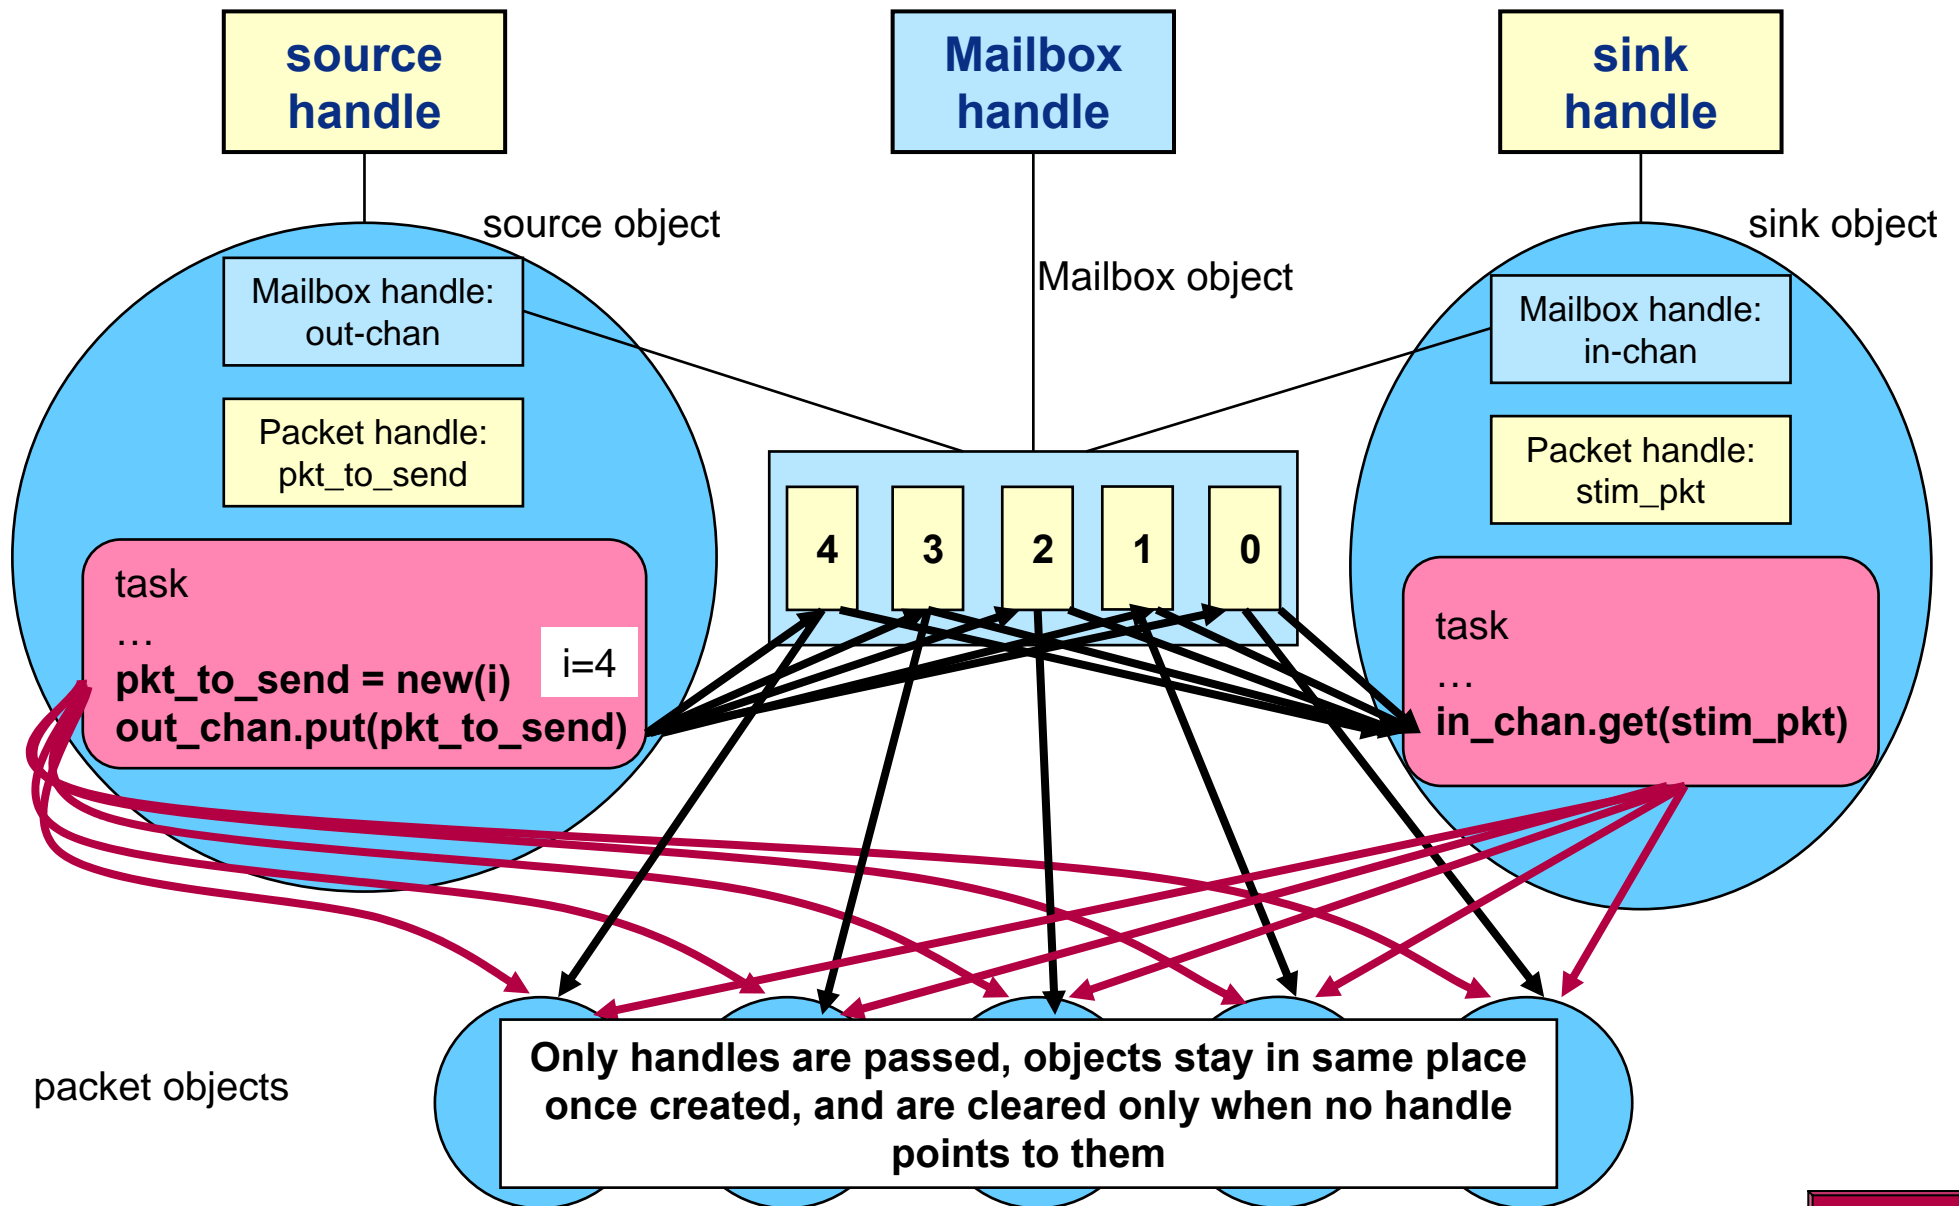 source
handle
Mailbox
handle
sink
handle
source object
Mailbox object
sink object
Mailbox handle:
out-chan
Packet handle:
pkt_to_send
Mailbox handle:
in-chan
Packet handle:
stim_pkt
4 3 2 1 0
task
…
pkt_to_send = new(i)
out_chan.put(pkt_to_send)
i=4
task
…
in_chan.get(stim_pkt)
packet objects
Only handles are passed, objects stay in same place
once created, and are cleared only when no handle
points to them